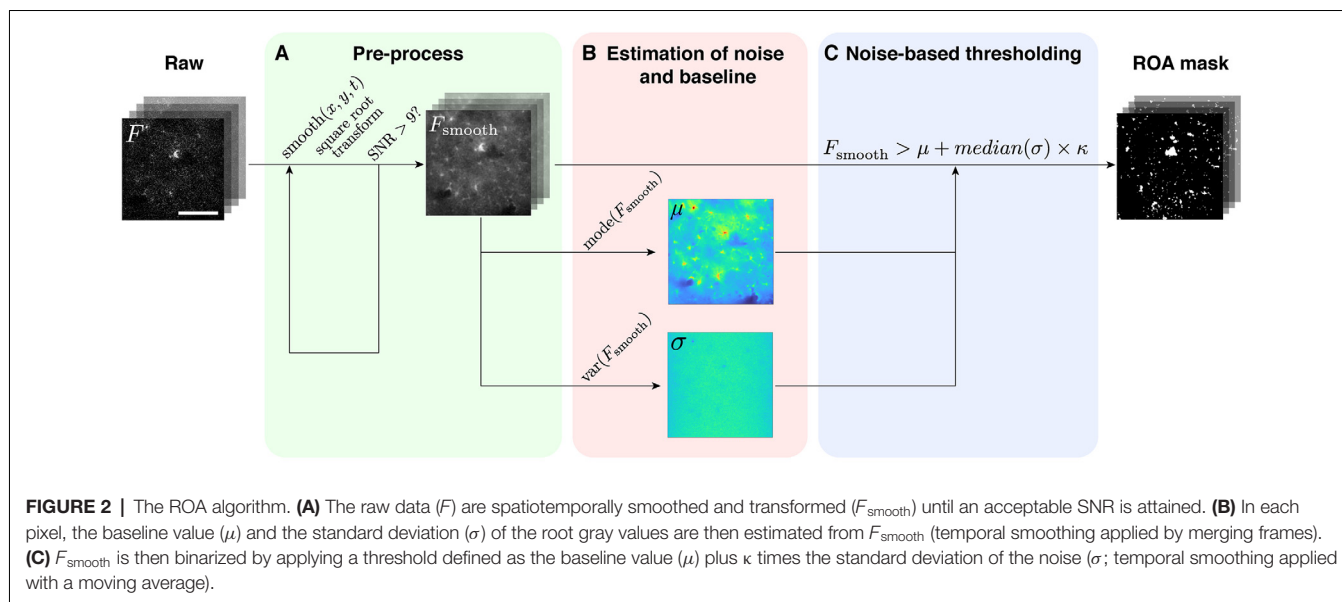 Raw
A Pre-process
B Estimation of noise
and baseline
C Noise-based thresholding
ROA mask
F
smooth(x, y, t)
square root
transform
SNR > 9?
F_smooth
F_smooth > μ + median(σ) × κ
mode(F_smooth)
μ
var(F_smooth)
σ
FIGURE 2 | The ROA algorithm. (A) The raw data (F) are spatiotemporally smoothed and transformed (F_smooth) until an acceptable SNR is attained. (B) In each
pixel, the baseline value (μ) and the standard deviation (σ) of the root gray values are then estimated from F_smooth (temporal smoothing applied by merging frames).
(C) F_smooth is then binarized by applying a threshold defined as the baseline value (μ) plus κ times the standard deviation of the noise (σ; temporal smoothing applied
with a moving average).